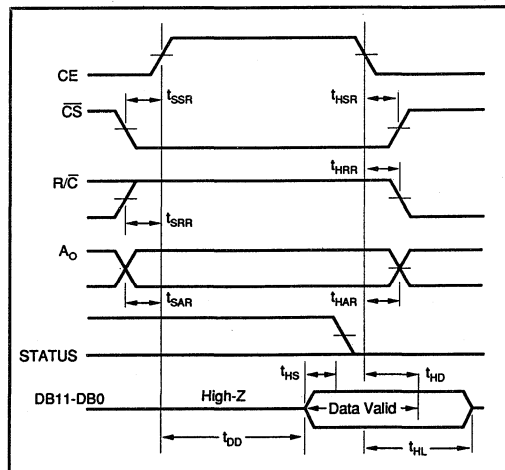 CE
t_SSR t_HSR
C̅S̅
t_HRR
R/C̅
t_SRR
A_O
t_SAR t_HAR
STATUS
t_HS t_HD
DB11-DB0 High-Z Data Valid
t_DD t_HL